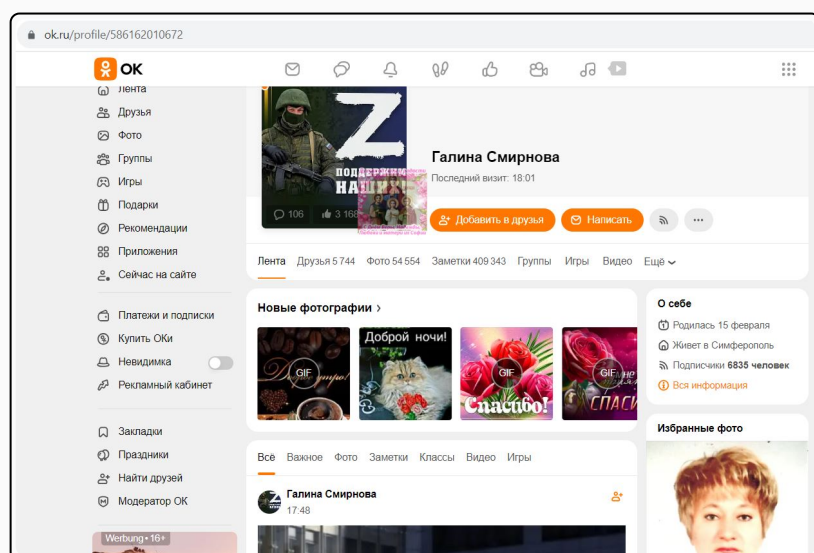 ok.ru/profile/586162010672
ОК
Лента
Друзья
Фото
Группы
Игры
Подарки
Рекомендации
Приложения
Сейчас на сайте
Платежи и подписки
Купить ОКи
Невидимка
Рекламный кабинет
Закладки
Праздники
Найти друзей
Модератор ОК
Werbung • 16+
Z
ПОДДЕРЖИМ
НАШИХ
106
3 168
Галина Смирнова
Последний визит: 18:01
Добавить в друзья
Написать
Лента Друзья 5 744 Фото 54 554 Заметки 409 343 Группы Игры Видео Ещё
Новые фотографии
GIF
Доброй ночи!
GIF
Спасибо!
GIF
О себе
Родилась 15 февраля
Живет в Симферополь
Подписчики 6835 человек
Вся информация
Избранные фото
Всё Важное Фото Заметки Классы Видео Игры
Галина Смирнова
17:48